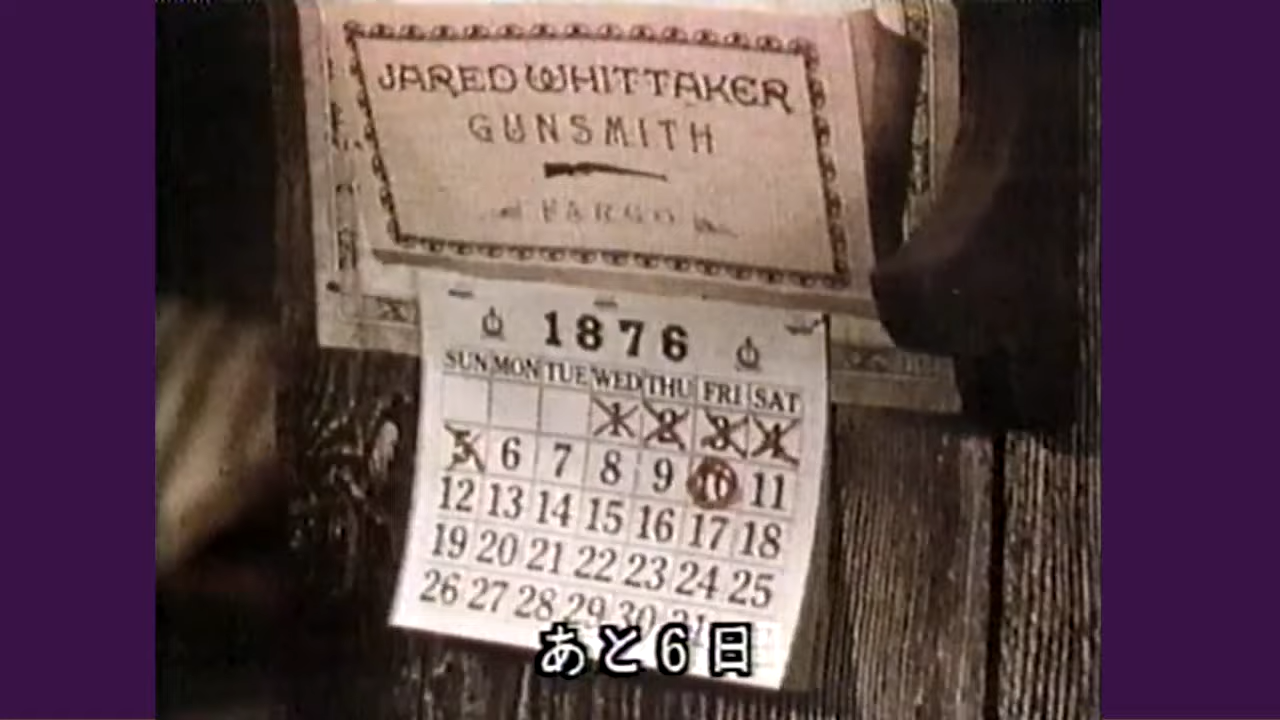 JARED WHITTAKER
GUNSMITH
FARGO
1876
SUN MON TUE WED THU FRI SAT
1 2 3 4
5 6 7 8 9 10 11
12 13 14 15 16 17 18
19 20 21 22 23 24 25
26 27 28 29 30 31
あと6日